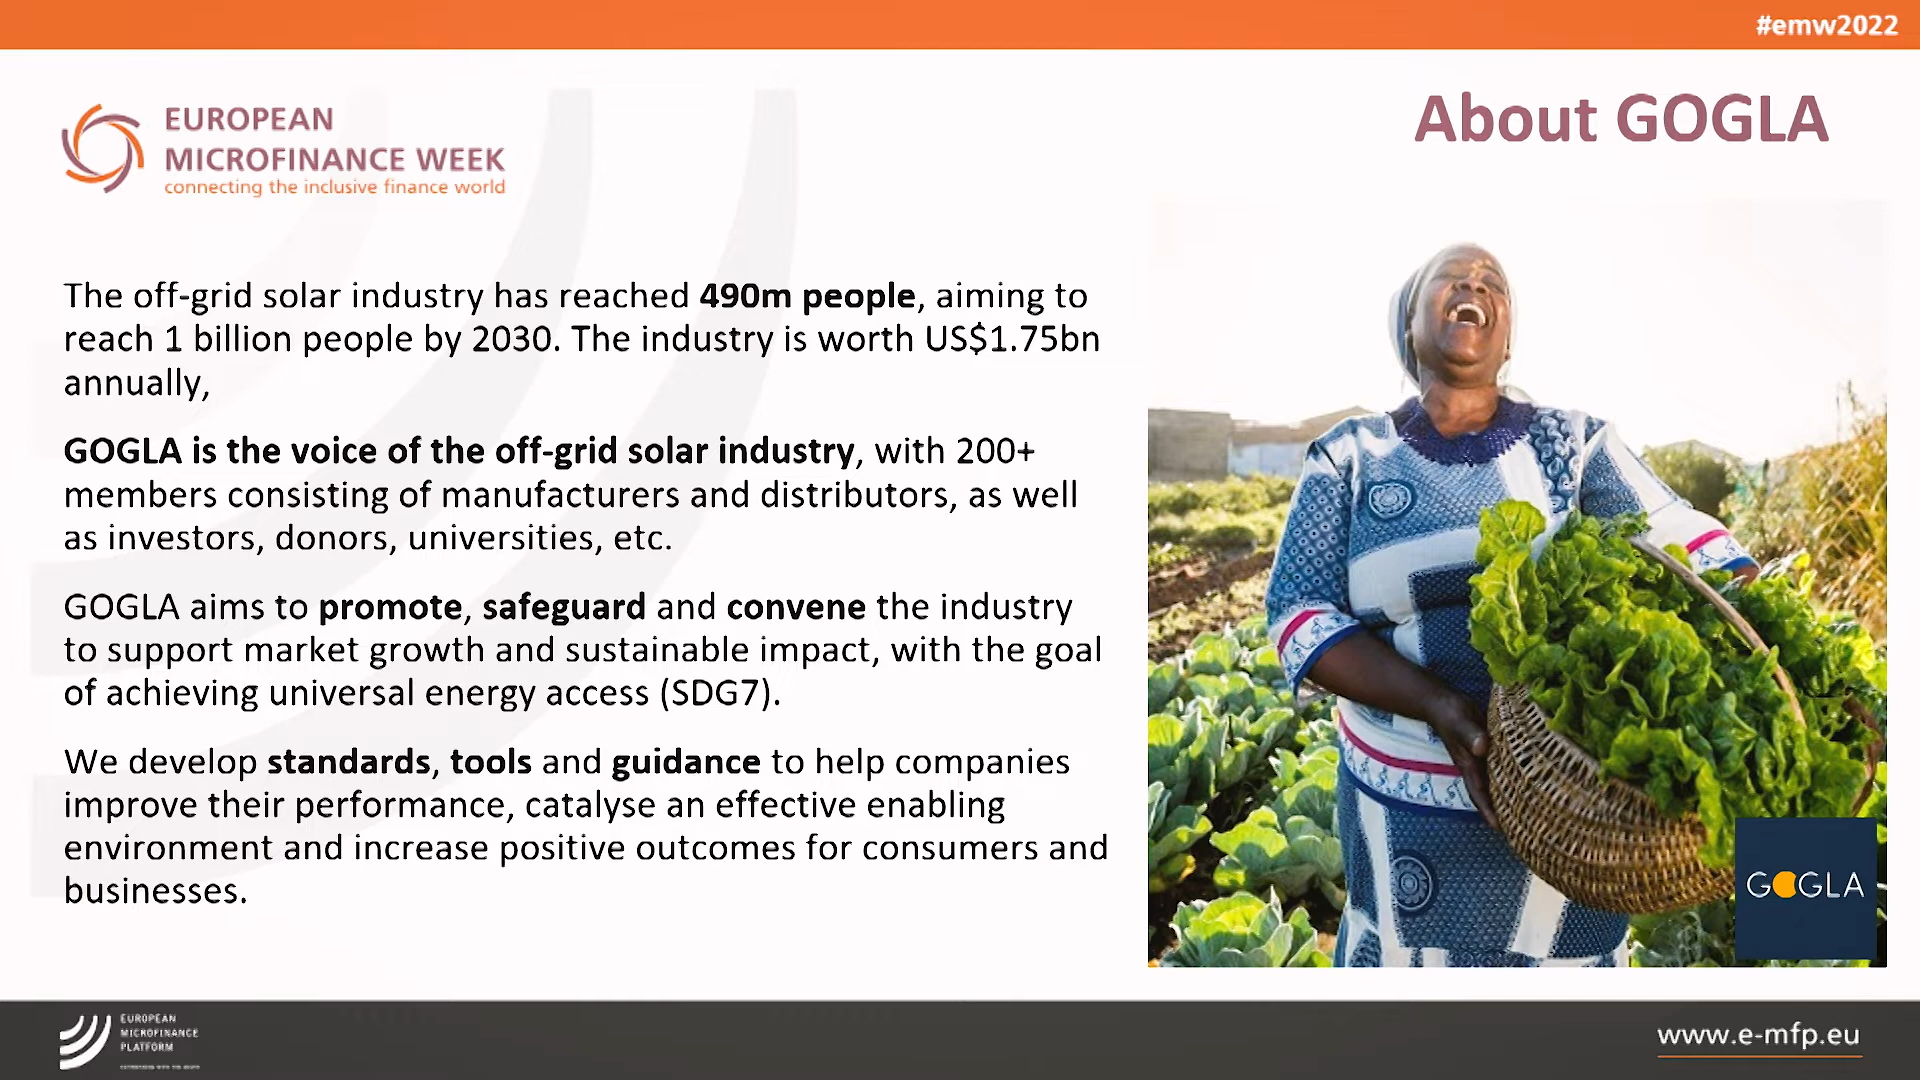 #emw2022
EUROPEAN
MICROFINANCE WEEK
connecting the inclusive finance world
About GOGLA
The off-grid solar industry has reached 490m people, aiming to
reach 1 billion people by 2030. The industry is worth US$1.75bn
annually,
GOGLA is the voice of the off-grid solar industry, with 200+
members consisting of manufacturers and distributors, as well
as investors, donors, universities, etc.
GOGLA aims to promote, safeguard and convene the industry
to support market growth and sustainable impact, with the goal
of achieving universal energy access (SDG7).
We develop standards, tools and guidance to help companies
improve their performance, catalyse an effective enabling
environment and increase positive outcomes for consumers and
businesses.
GOGLA
EUROPEAN
MICROFINANCE
PLATFORM
www.e-mfp.eu